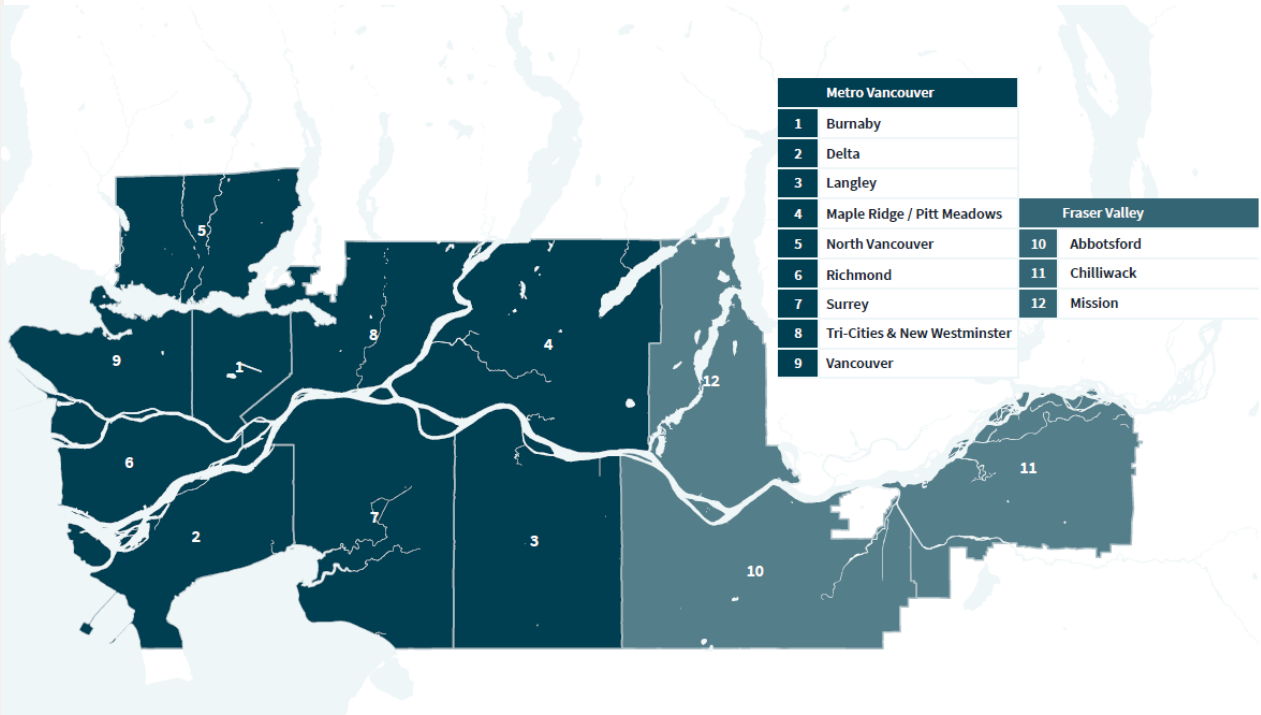 Metro Vancouver
1 Burnaby
2 Delta
3 Langley
4 Maple Ridge / Pitt Meadows
5 North Vancouver
6 Richmond
7 Surrey
8 Tri-Cities & New Westminster
9 Vancouver
Fraser Valley
10 Abbotsford
11 Chilliwack
12 Mission
5
8
4
9
1
12
6
11
7
2
3
10